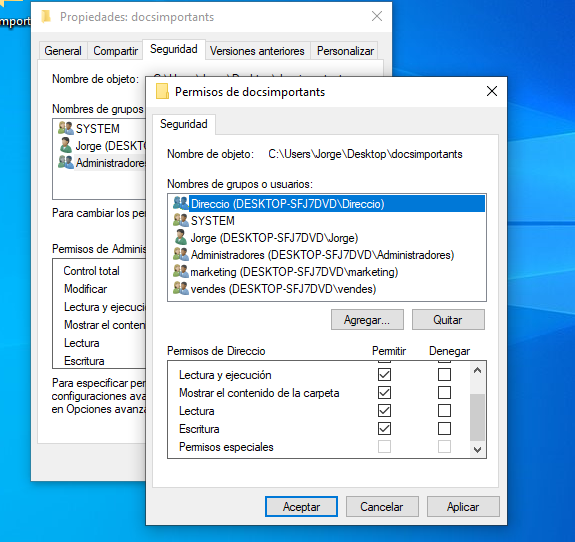 import
Propiedades: docsimportants
General
Compartir
Seguridad
Versiones anteriores
Personalizar
Nombre de objeto:
Nombres de grupos
SYSTEM
Jorge (DESKTO
Administradores
Para cambiar los per
Permisos de Adminis
Control total
Modificar
Lectura y ejecució
Mostrar el conten
Lectura
Escritura
Para especificar per
configuraciones ava
en Opciones avanza
Permisos de docsimportants
Seguridad
Nombre de objeto: C:\Users\Jorge\Desktop\docsimportants
Nombres de grupos o usuarios:
Direccio (DESKTOP-SFJ7DVD\Direccio)
SYSTEM
Jorge (DESKTOP-SFJ7DVD\Jorge)
Administradores (DESKTOP-SFJ7DVD\Administradores)
marketing (DESKTOP-SFJ7DVD\marketing)
vendes (DESKTOP-SFJ7DVD\vendes)
Agregar...
Quitar
Permisos de Direccio Permitir Denegar
Lectura y ejecución
Mostrar el contenido de la carpeta
Lectura
Escritura
Permisos especiales
Aceptar
Cancelar
Aplicar